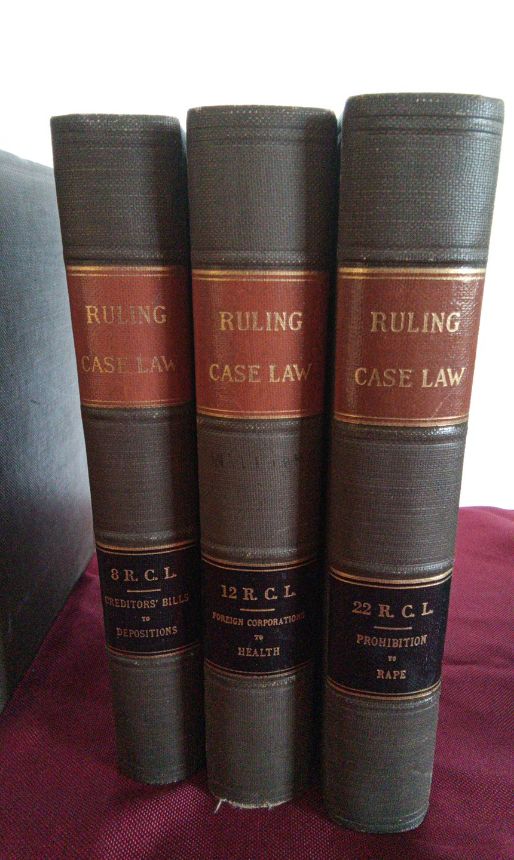 RULING
CASE LAW
8 R. C. L.
CREDITORS' BILLS
TO
DEPOSITIONS
RULING
CASE LAW
12 R. C. L.
FOREIGN CORPORATIONS
TO
HEALTH
RULING
CASE LAW
22 R. C. L.
PROHIBITION
TO
RAPE